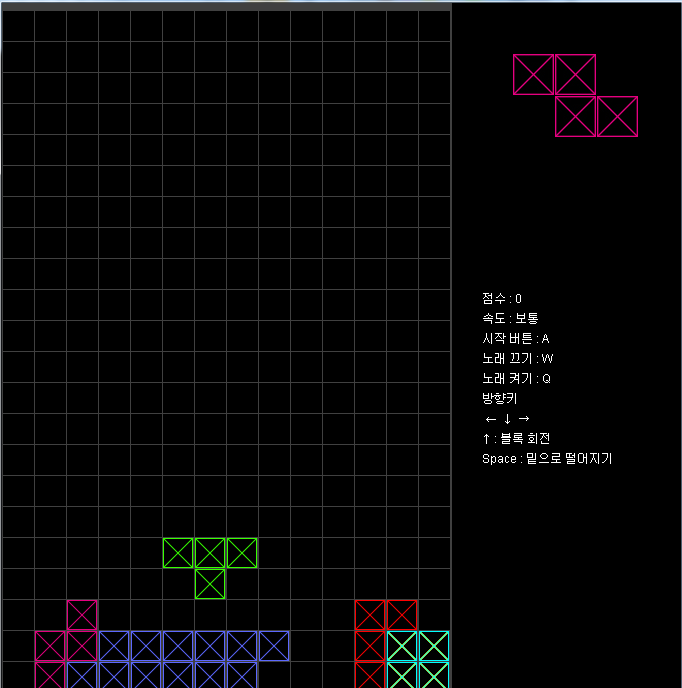 점수 : 0
속도 : 보통
시작 버튼 : A
노래 끄기 : W
노래 켜기 : Q
방향키
← ↓ →
↑ : 블록 회전
Space : 밑으로 떨어지기